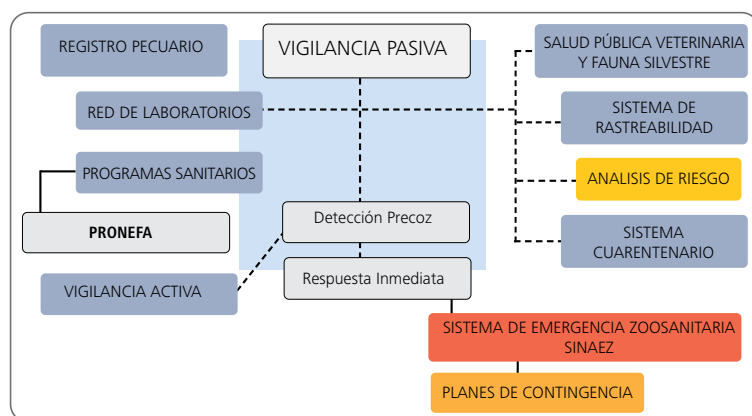 REGISTRO PECUARIO
VIGILANCIA PASIVA
SALUD PÚBLICA VETERINARIA
Y FAUNA SILVESTRE
RED DE LABORATORIOS
SISTEMA DE
RASTREABILIDAD
PROGRAMAS SANITARIOS
ANALISIS DE RIESGO
PRONEFA
Detección Precoz
SISTEMA
CUARENTENARIO
VIGILANCIA ACTIVA
Respuesta Inmediata
SISTEMA DE EMERGENCIA ZOOSANITARIA
SINAEZ
PLANES DE CONTINGENCIA